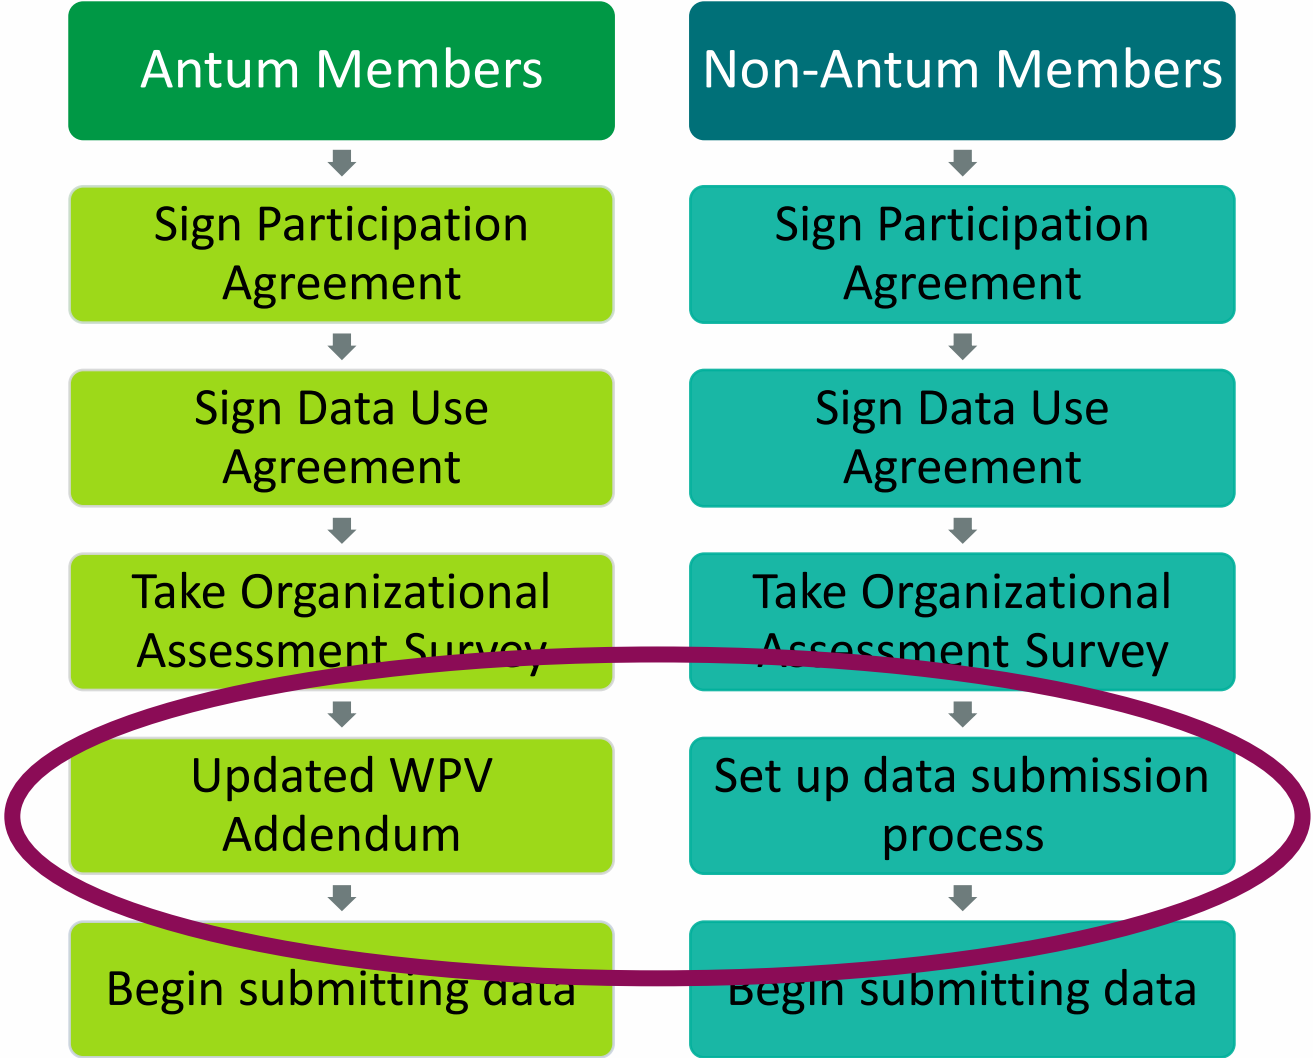 Antum Members
Sign Participation
Agreement
Sign Data Use
Agreement
Take Organizational
Assessment Survey
Updated WPV
Addendum
Begin submitting data
Non-Antum Members
Sign Participation
Agreement
Sign Data Use
Agreement
Take Organizational
Assessment Survey
Set up data submission
process
Begin submitting data